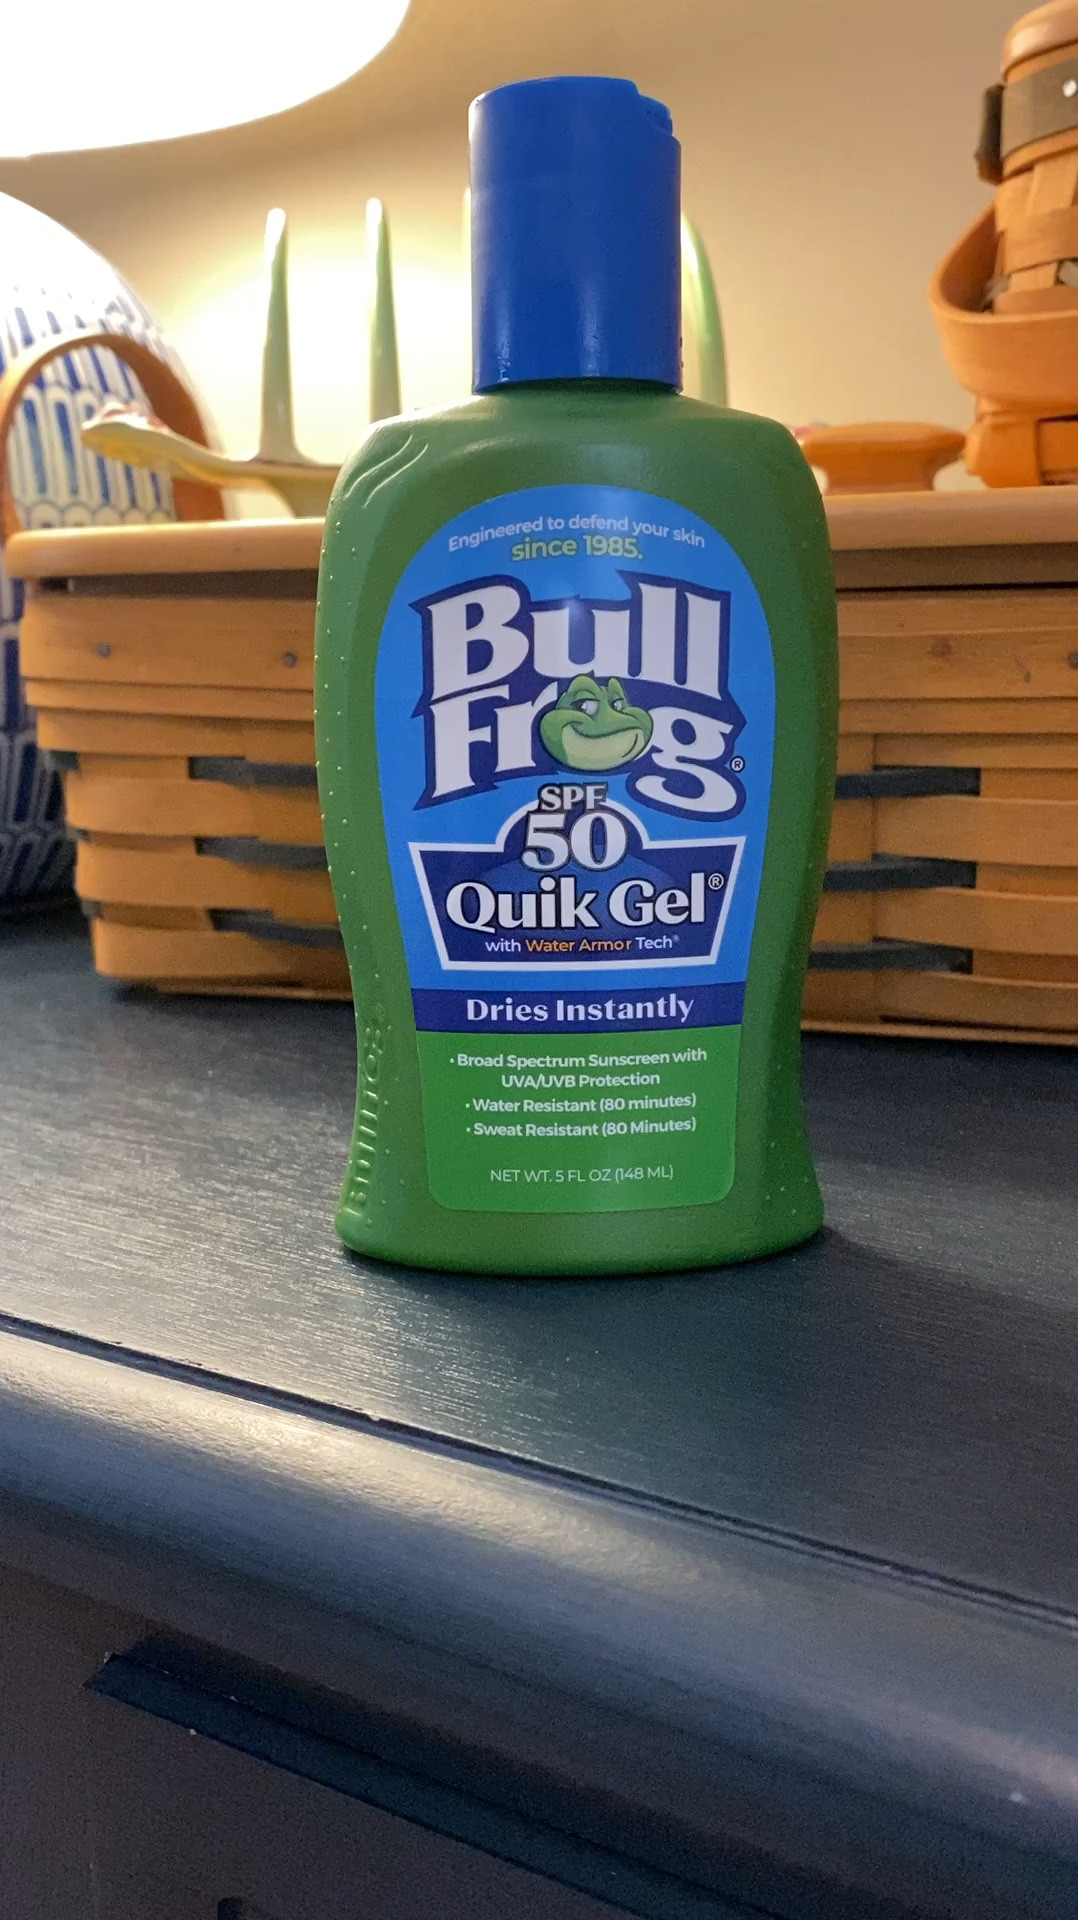 Engineered to defend your skin
since 1985.
Bull
Frog®
SPF
50
Quik Gel®
with Water Armor Tech®
Dries Instantly
• Broad Spectrum Sunscreen with
UVA/UVB Protection
• Water Resistant (80 minutes)
• Sweat Resistant (80 Minutes)
NET WT. 5 FL OZ (148 ML)
BullFrog®